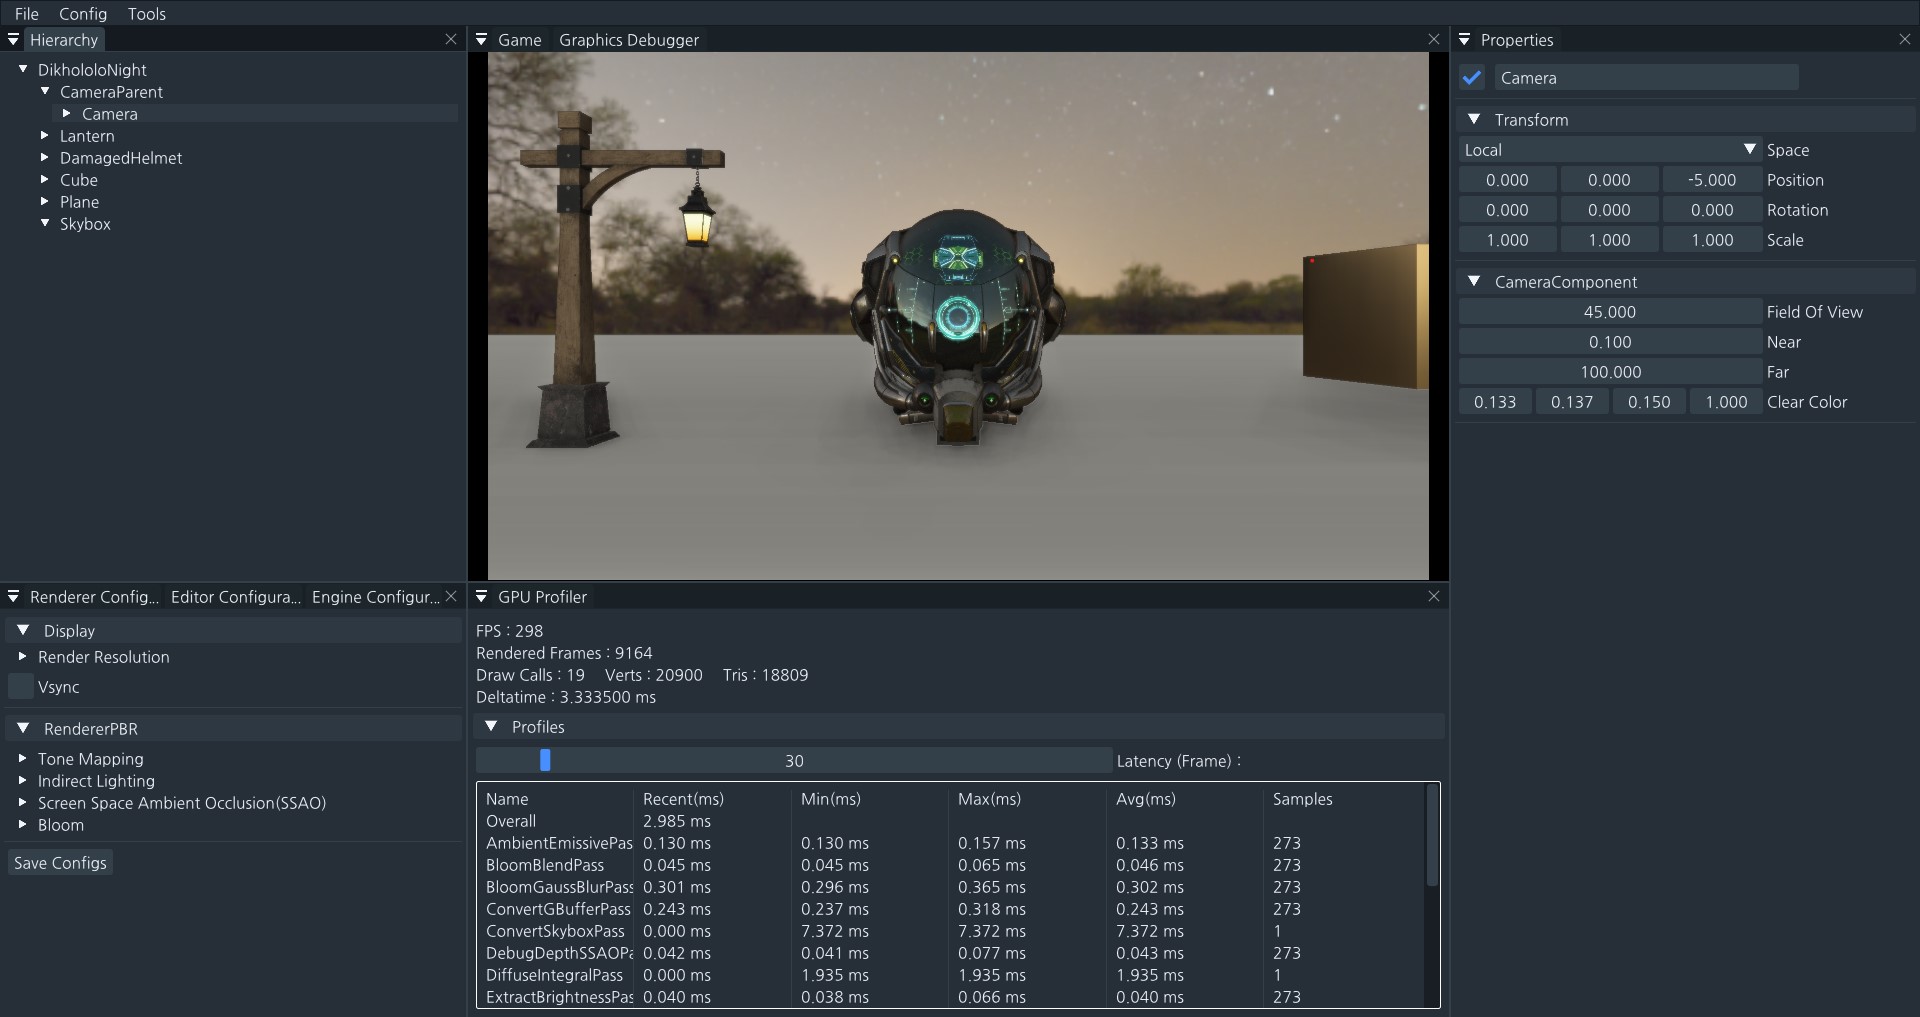 File Config Tools
Hierarchy
DikhololoNight
CameraParent
Camera
Lantern
DamagedHelmet
Cube
Plane
Skybox
Game Graphics Debugger
Properties
Camera
Transform
Local Space
0.000 0.000 -5.000 Position
0.000 0.000 0.000 Rotation
1.000 1.000 1.000 Scale
CameraComponent
45.000 Field Of View
0.100 Near
100.000 Far
0.133 0.137 0.150 1.000 Clear Color
Renderer Config... Editor Configura... Engine Configur...
Display
Render Resolution
Vsync
RendererPBR
Tone Mapping
Indirect Lighting
Screen Space Ambient Occlusion(SSAO)
Bloom
Save Configs
GPU Profiler
FPS : 298
Rendered Frames : 9164
Draw Calls : 19 Verts : 20900 Tris : 18809
Deltatime : 3.333500 ms
Profiles
30 Latency (Frame) :
Name Recent(ms) Min(ms) Max(ms) Avg(ms) Samples
Overall 2.985 ms
AmbientEmissivePas 0.130 ms 0.130 ms 0.157 ms 0.133 ms 273
BloomBlendPass 0.045 ms 0.045 ms 0.065 ms 0.046 ms 273
BloomGaussBlurPass 0.301 ms 0.296 ms 0.365 ms 0.302 ms 273
ConvertGBufferPass 0.243 ms 0.237 ms 0.318 ms 0.243 ms 273
ConvertSkyboxPass 0.000 ms 7.372 ms 7.372 ms 7.372 ms 1
DebugDepthSSAOPa 0.042 ms 0.041 ms 0.077 ms 0.043 ms 273
DiffuseIntegralPass 0.000 ms 1.935 ms 1.935 ms 1.935 ms 1
ExtractBrightnessPas 0.040 ms 0.038 ms 0.066 ms 0.040 ms 273